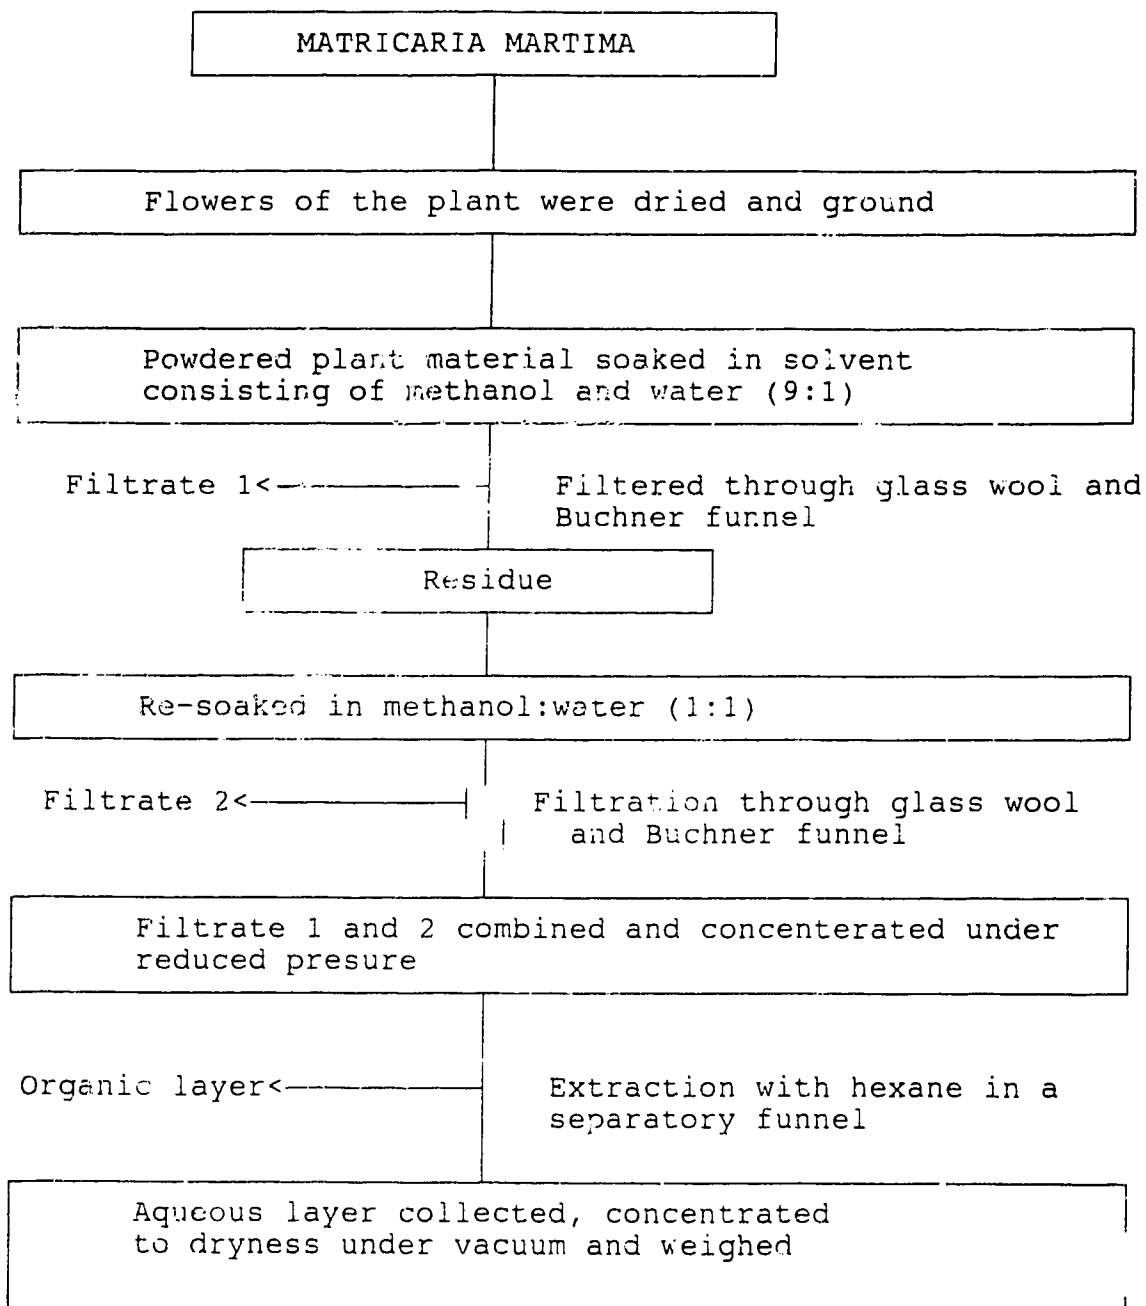 MATRICARIA MARTIMA
Flowers of the plant were dried and ground
Powdered plant material soaked in solvent
consisting of methanol and water (9:1)
Filtrate 1<
Filtered through glass wool and
Buchner funnel
Residue
Re-soaked in methanol:water (1:1)
Filtrate 2<
Filtration through glass wool
and Buchner funnel
Filtrate 1 and 2 combined and concenterated under
reduced presure
Organic layer<
Extraction with hexane in a
separatory funnel
Aqueous layer collected, concentrated
to dryness under vacuum and weighed